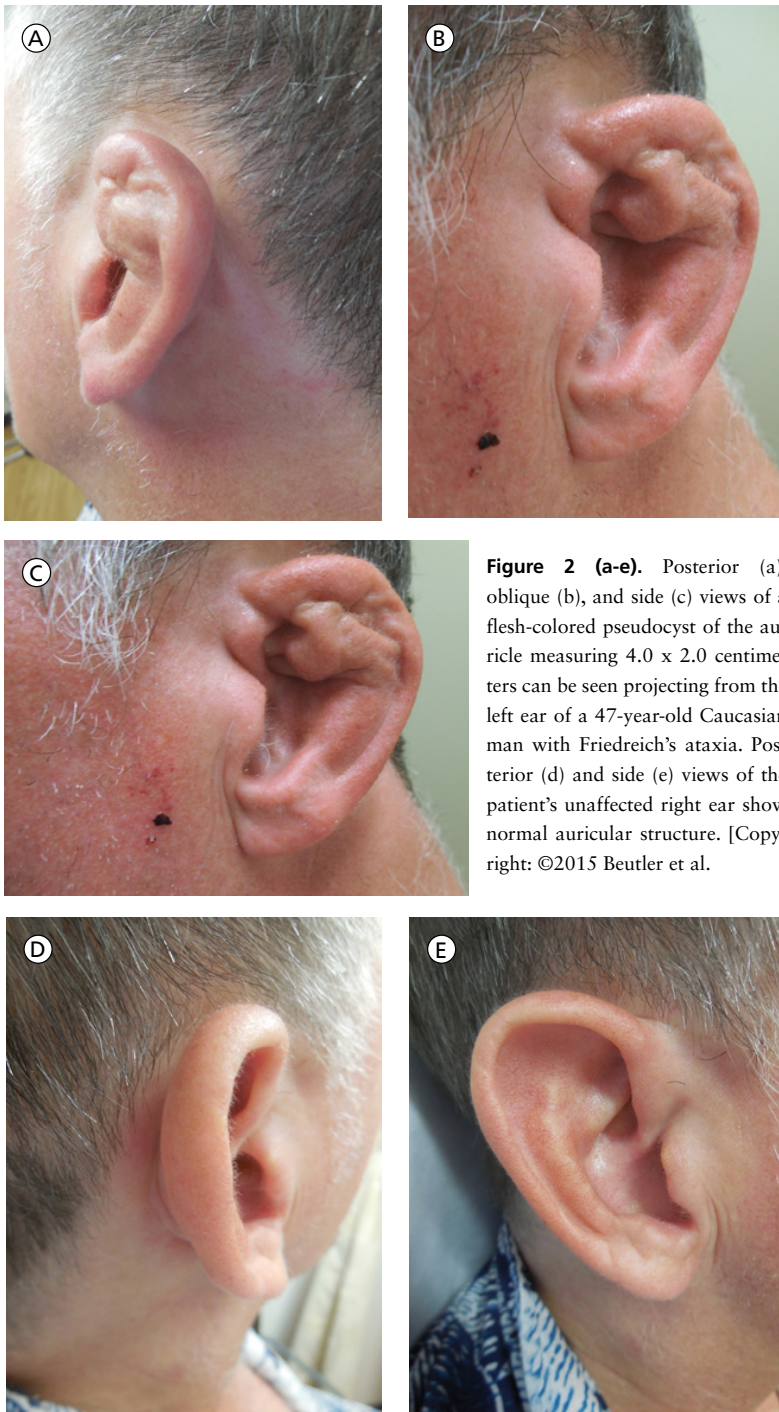 A
B
C
Figure 2 (a-e). Posterior (a)
oblique (b), and side (c) views of a
flesh-colored pseudocyst of the au
ricle measuring 4.0 x 2.0 centime
ters can be seen projecting from th
left ear of a 47-year-old Caucasian
man with Friedreich's ataxia. Pos
terior (d) and side (e) views of the
patient's unaffected right ear show
normal auricular structure. [Copy
right: ©2015 Beutler et al.
D
E